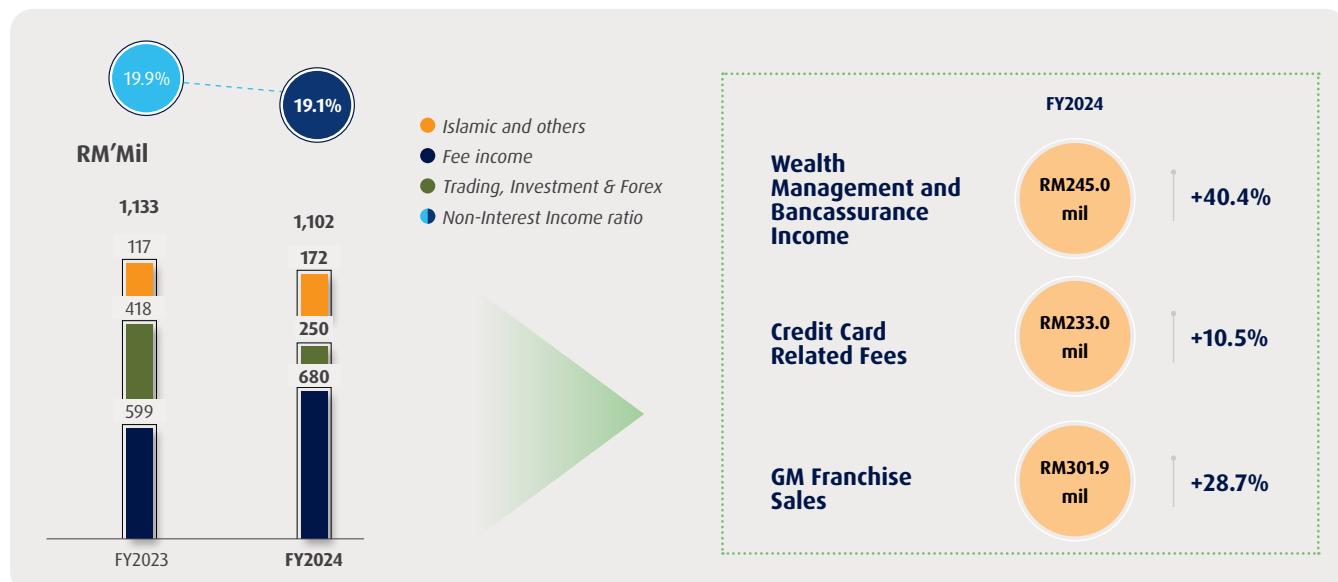 19.9%
19.1%
RM'Mil
1,133
117
418
599
1,102
172
250
680
FY2023
FY2024
Islamic and others
Fee income
Trading, Investment & Forex
Non-Interest Income ratio
FY2024
Wealth
Management and
Bancassurance
Income
RM245.0
mil
+40.4%
Credit Card
Related Fees
RM233.0
mil
+10.5%
GM Franchise
Sales
RM301.9
mil
+28.7%